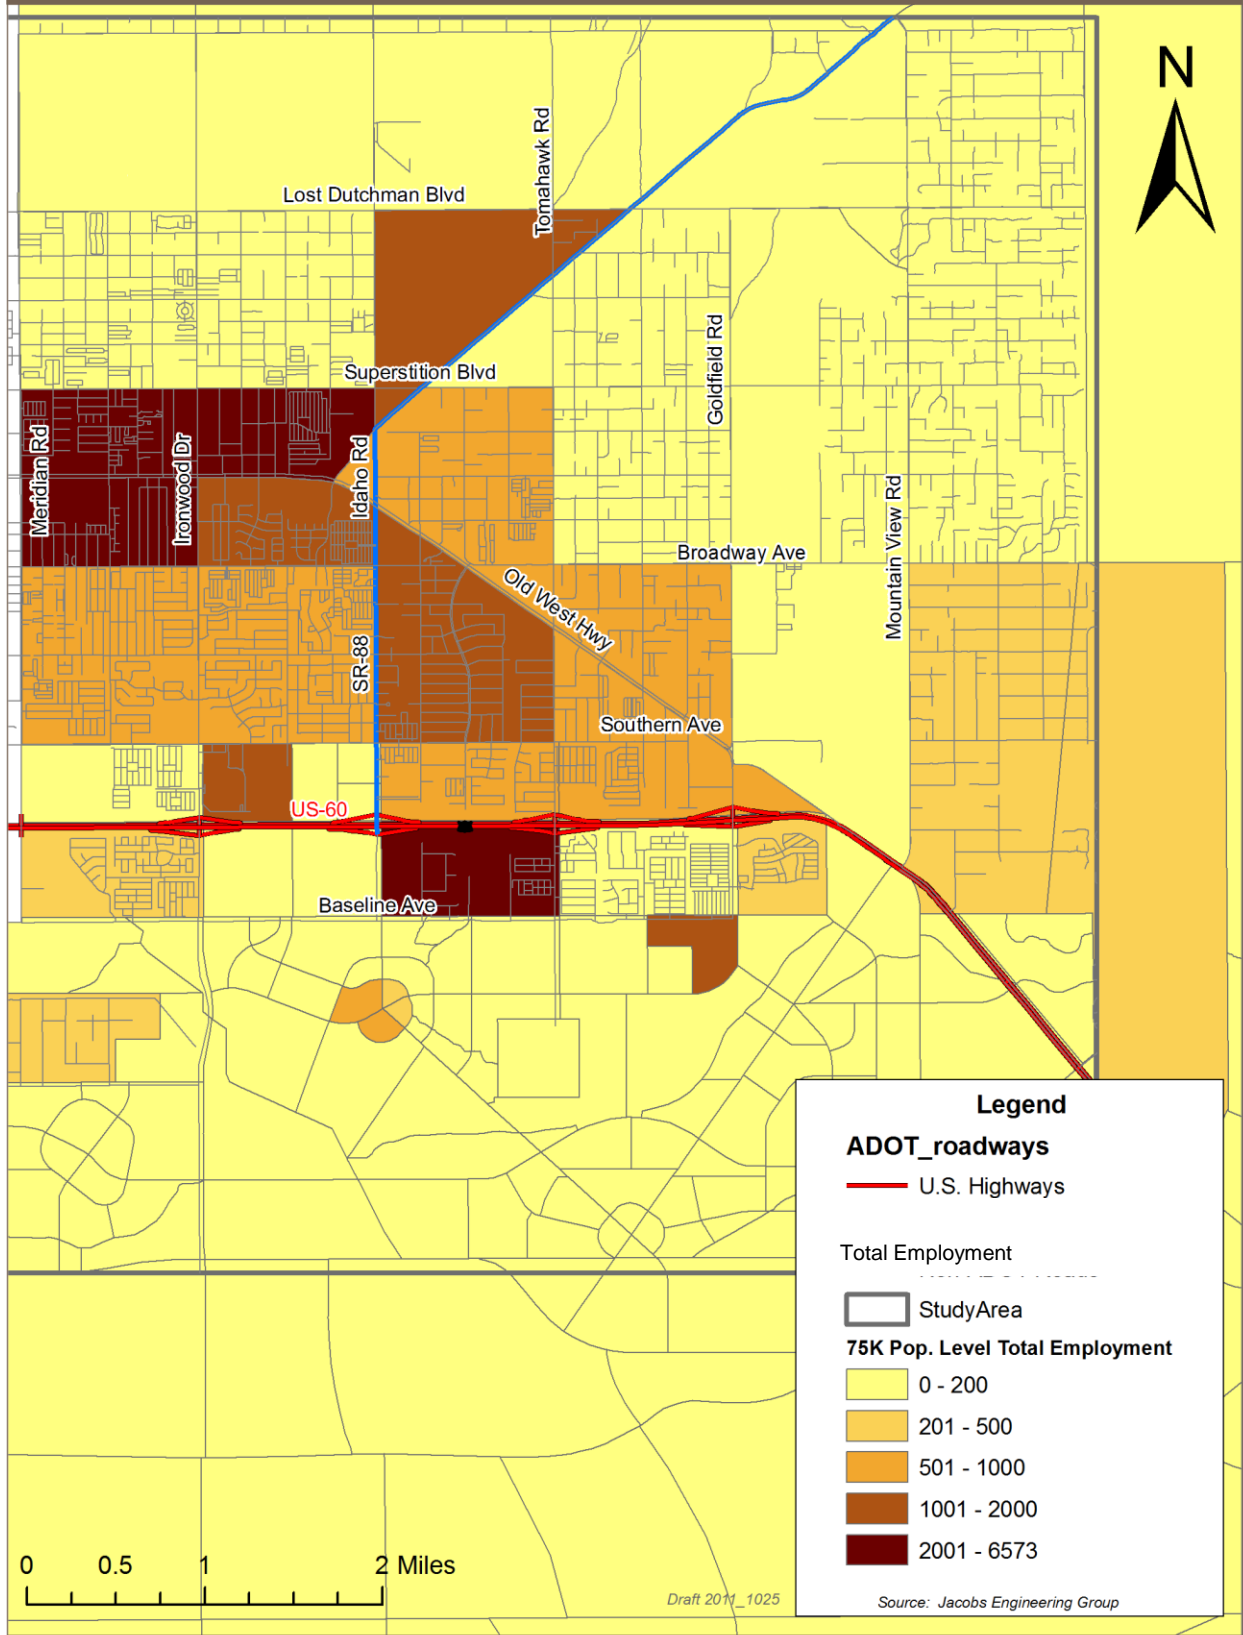 N
Tomahawk Rd
Lost Dutchman Blvd
Goldfield Rd
Superstition Blvd
Meridian Rd
Ironwood Dr
Idaho Rd
Mountain View Rd
Broadway Ave
Old West Hwy
SR-88
Southern Ave
US-60
Baseline Ave
Legend
ADOT_roadways
U.S. Highways
Total Employment
StudyArea
75K Pop. Level Total Employment
0 - 200
201 - 500
501 - 1000
1001 - 2000
2001 - 6573
0 0.5 1 2 Miles
Draft 2011_1025
Source: Jacobs Engineering Group